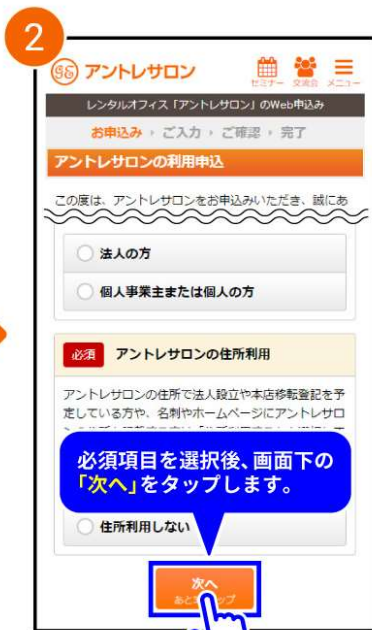 2
アントレサロン
セミナー 交流会 メニュー
レンタルオフィス「アントレサロン」のWeb申込み
お申込み › ご入力 › ご確認 › 完了
アントレサロンの利用申込
この度は、アントレサロンをお申込みいただき、誠にあ
法人の方
個人事業主または個人の方
必須 アントレサロンの住所利用
アントレサロンの住所で法人設立や本店移転登記を予
定している方や、名刺やホームページにアントレサロ
必須項目を選択後、画面下の
「次へ」をタップします。
住所利用しない
次へ